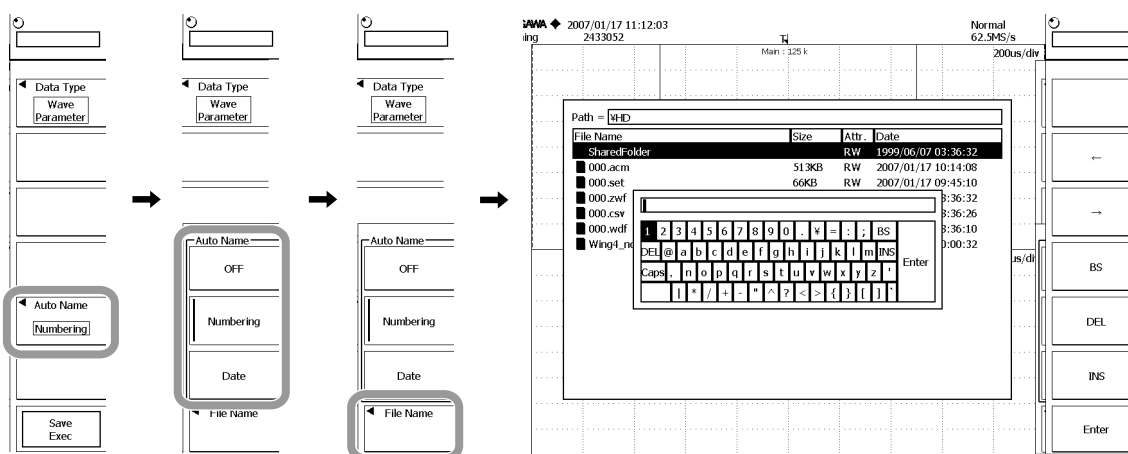 Data Type
Wave
Parameter
Auto Name
Numbering
Save
Exec
Data Type
Wave
Parameter
Auto Name
OFF
Numbering
Date
File Name
Data Type
Wave
Parameter
Auto Name
OFF
Numbering
Date
File Name
2007/01/17 11:12:03
Normal
ing 2433052
62.5MS/s
Main : 125 k
200us/div
Path = ¥HD
File Name Size Attr. Date
SharedFolder RW 1999/06/07 03:36:32
000.acm 513KB RW 2007/01/17 10:14:08
000.set 66KB RW 2007/01/17 09:45:10
000.zwf 3:36:32
000.csv 3:36:26
000.wdf 3:36:10
Wing4_no 0:00:32
1 2 3 4 5 6 7 8 9 0 . ¥ = : ; BS
DEL @ a b c d e f g h i j k l m INS
Enter
Caps . n o p q r s t u v w x y z '
| * / + - " ^ ? < > { } [ ] `
us/div
←
→
BS
DEL
INS
Enter